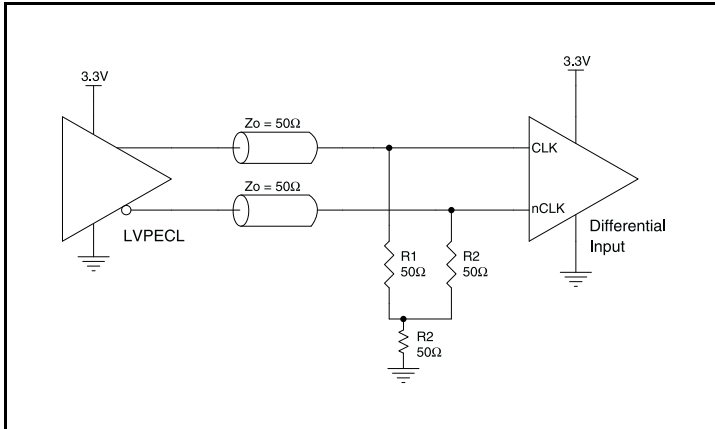 3.3V
3.3V
Zo = 50Ω
CLK
Zo = 50Ω
nCLK
LVPECL
Differential
Input
R1
50Ω
R2
50Ω
R2
50Ω